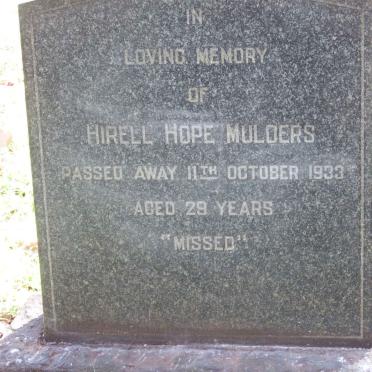 IN
LOVING MEMORY
OF
HIRELL HOPE MULDERS
PASSED AWAY 11TH OCTOBER 1933
AGED 29 YEARS
"MISSED"